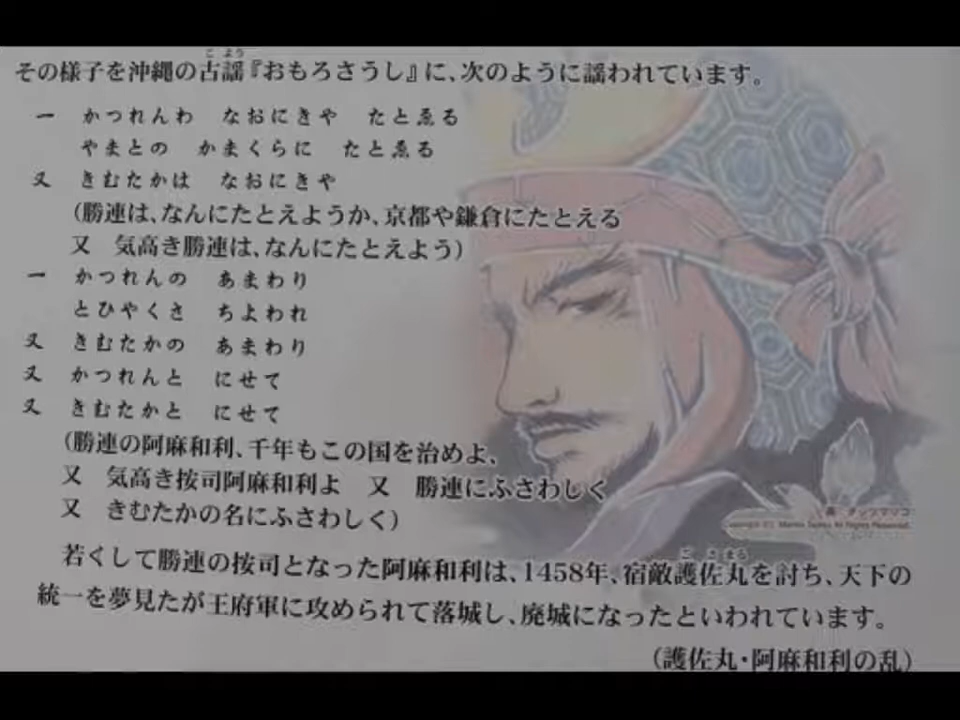 その様子を沖縄の古謡『おもろさうし』に、次のように謡われています。
こ よう
一 かつれんわ なおにきや たとゑる
やまとの かまくらに たとゑる
又 きむたかは なおにきや
(勝連は、なんにたとえようか、京都や鎌倉にたとえる
又 気高き勝連は、なんにたとえよう)
一 かつれんの あまわり
とひやくさ ちよわれ
又 きむたかの あまわり
又 かつれんと にせて
又 きむたかと にせて
(勝連の阿麻和利、千年もこの国を治めよ、
又 気高き按司阿麻和利よ 又 勝連にふさわしく
又 きむたかの名にふさわしく)
若くして勝連の按司となった阿麻和利は、1458年、宿敵護佐丸を討ち、天下の
ご さ まる
統一を夢見たが王府軍に攻められて落城し、廃城になったといわれています。
(護佐丸・阿麻和利の乱)
All Rights Reserved.